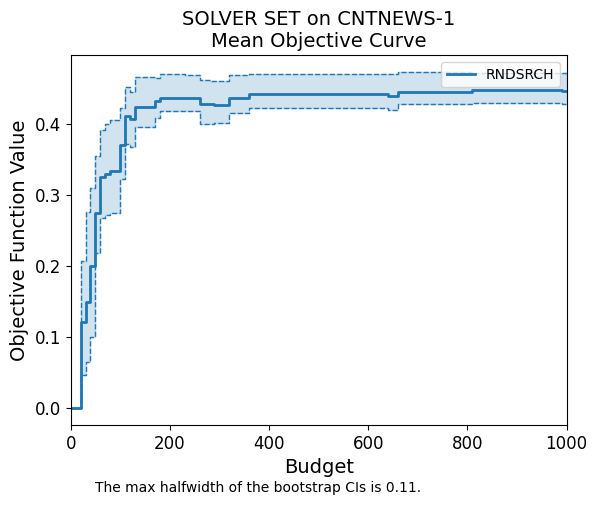 SOLVER SET on CNTNEWS-1
Mean Objective Curve
RNDSRCH
Objective Function Value
0.4
0.3
0.2
0.1
0.0
0 200 400 600 800 1000
Budget
The max halfwidth of the bootstrap CIs is 0.11.